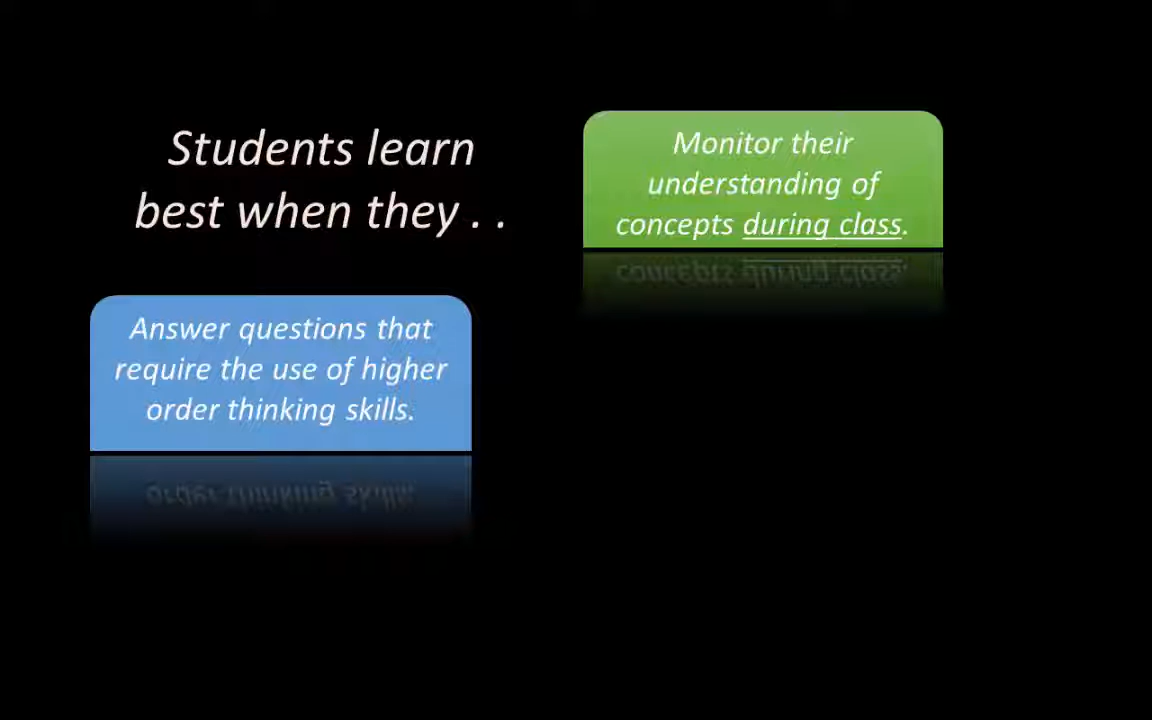 Students learn
best when they . .
Monitor their
understanding of
concepts during class.
Answer questions that
require the use of higher
order thinking skills.